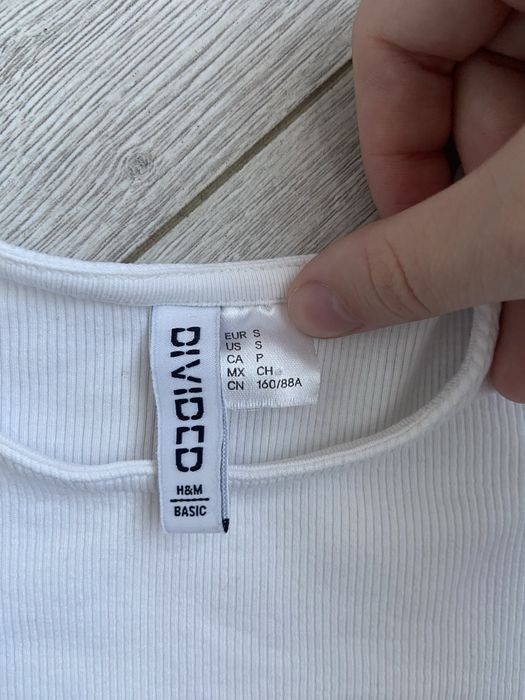 DIVIDED
H&M
BASIC
EUR S
US S
CA P
MX CH
CN 160/88A